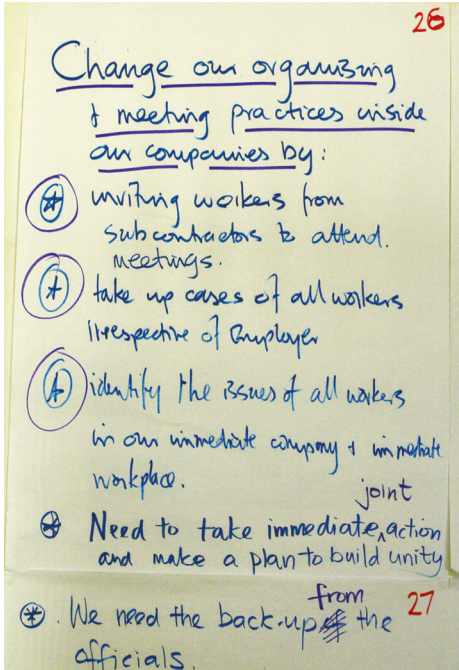 26
Change our organising
+ meeting practices inside
our companies by:
inviting workers from
subcontractors to attend.
meetings.
take up cases of all workers
irrespective of Employer
identify the issues of all workers
in our immediate company + immediate
workplace.
joint
Need to take immediate ^ action
and make a plan to build unity
27
from
. We need the back-up the
officials.